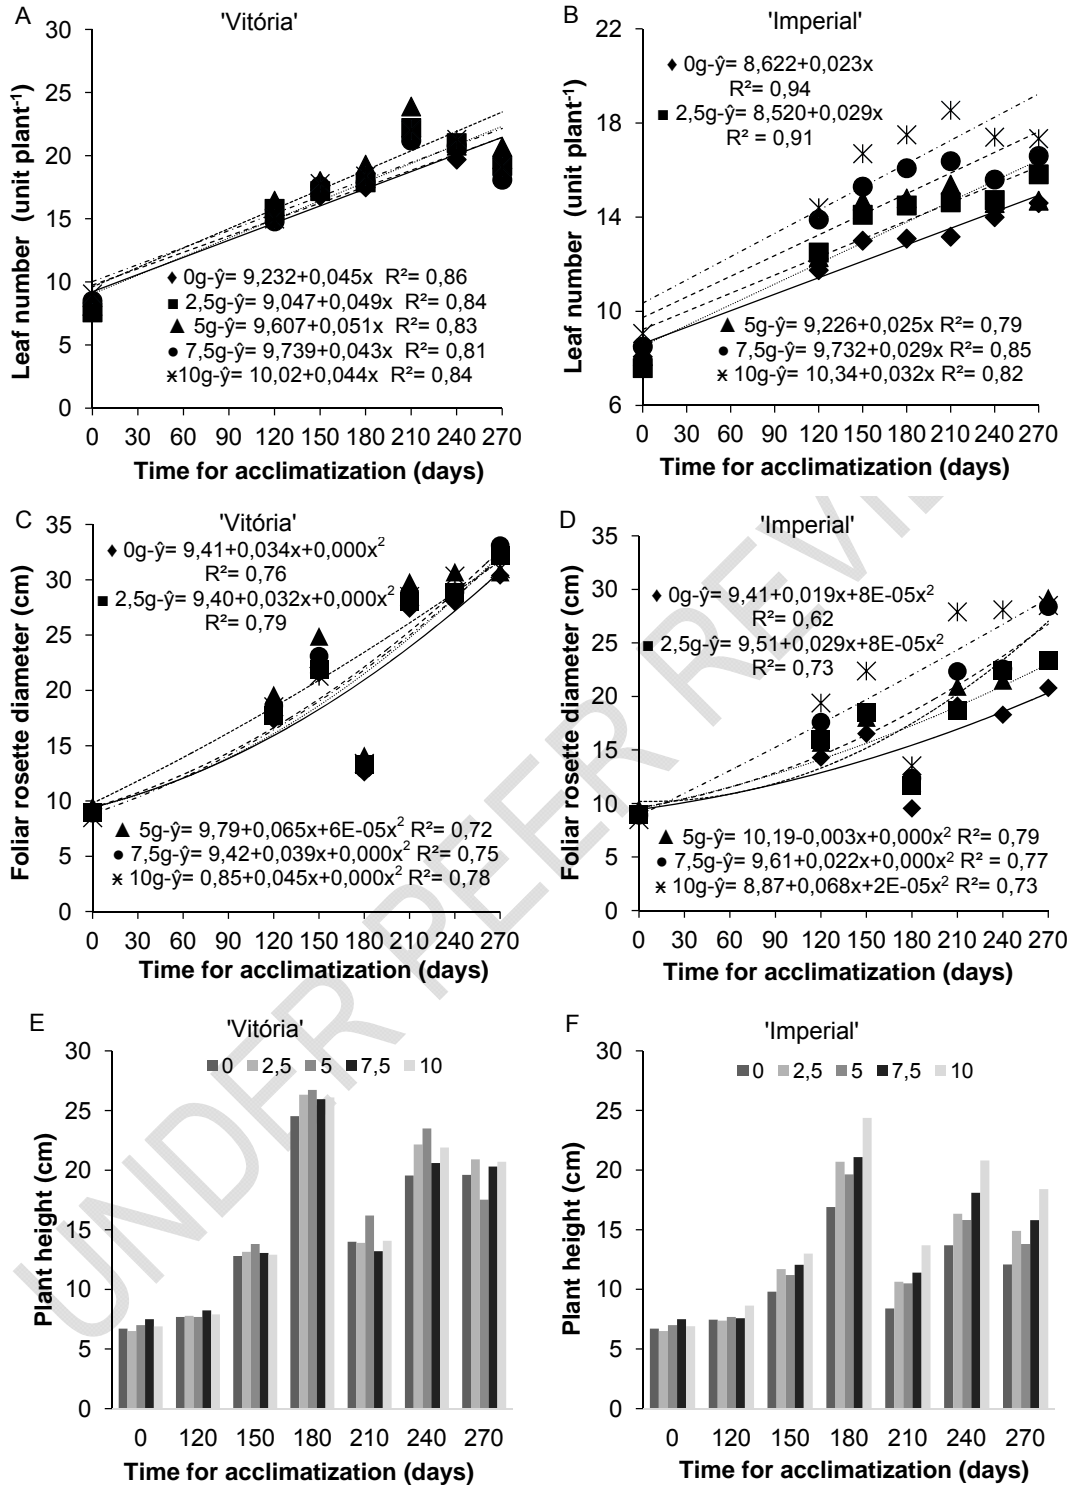 A
'Vitória'
Leaf number (unit plant⁻¹)
30
25
20
15
10
5
0
0g-ŷ= 9,232+0,045x R²= 0,86
2,5g-ŷ= 9,047+0,049x R²= 0,84
5g-ŷ= 9,607+0,051x R²= 0,83
7,5g-ŷ= 9,739+0,043x R²= 0,81
10g-ŷ= 10,02+0,044x R²= 0,84
0 30 60 90 120 150 180 210 240 270
Time for acclimatization (days)
B
'Imperial'
Leaf number (unit plant⁻¹)
22
18
14
10
6
0g-ŷ= 8,622+0,023x
R²= 0,94
2,5g-ŷ= 8,520+0,029x
R² = 0,91
5g-ŷ= 9,226+0,025x R²= 0,79
7,5g-ŷ= 9,732+0,029x R²= 0,85
10g-ŷ= 10,34+0,032x R²= 0,82
0 30 60 90 120 150 180 210 240 270
Time for acclimatization (days)
C
'Vitória'
Foliar rosette diameter (cm)
35
30
25
20
15
10
5
0
0g-ŷ= 9,41+0,034x+0,000x²
R²= 0,76
2,5g-ŷ= 9,40+0,032x+0,000x²
R²= 0,79
5g-ŷ= 9,79+0,065x+6E-05x² R²= 0,72
7,5g-ŷ= 9,42+0,039x+0,000x² R²= 0,75
10g-ŷ= 0,85+0,045x+0,000x² R²= 0,78
0 30 60 90 120 150 180 210 240 270
Time for acclimatization (days)
D
'Imperial'
Foliar rosette diameter (cm)
35
30
25
20
15
10
5
0
0g-ŷ= 9,41+0,019x+8E-05x²
R²= 0,62
2,5g-ŷ= 9,51+0,029x+8E-05x²
R²= 0,73
5g-ŷ= 10,19-0,003x+0,000x² R²= 0,79
7,5g-ŷ= 9,61+0,022x+0,000x² R² = 0,77
10g-ŷ= 8,87+0,068x+2E-05x² R²= 0,73
0 30 60 90 120 150 180 210 240 270
Time for acclimatization (days)
E
'Vitória'
0 2,5 5 7,5 10
Plant height (cm)
30
25
20
15
10
5
0
0 120 150 180 210 240 270
Time for acclimatization (days)
F
'Imperial'
0 2,5 5 7,5 10
Plant height (cm)
30
25
20
15
10
5
0
0 120 150 180 210 240 270
Time for acclimatization (days)
UNDER PEER REVIE